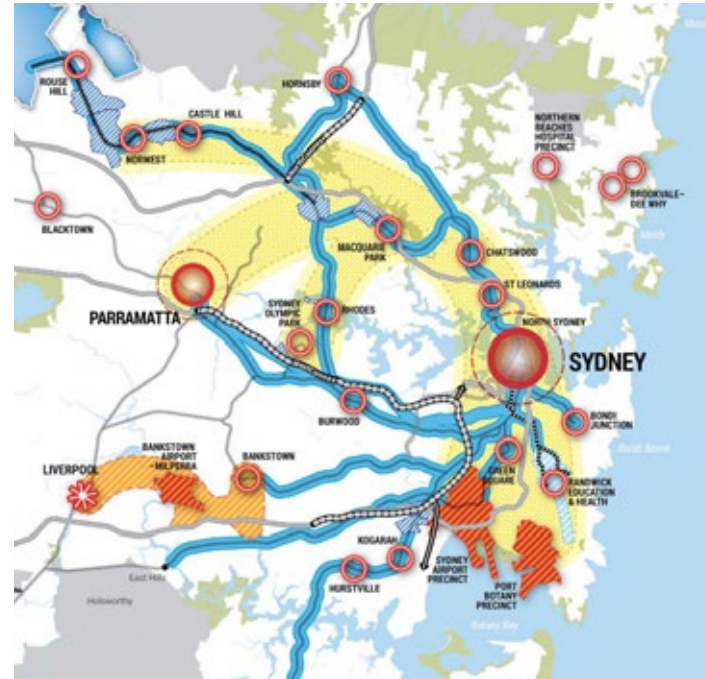 ROUSE
HILL
HORNSBY
CASTLE HILL
NORWEST
NORTHERN
BEACHES
HOSPITAL
PRECINCT
BROOKVALE–
DEE WHY
BLACKTOWN
MACQUARIE
PARK
CHATSWOOD
ST LEONARDS
PARRAMATTA
SYDNEY
OLYMPIC
PARK
RHODES
NORTH SYDNEY
SYDNEY
BURWOOD
BONDI
JUNCTION
Bondi Beach
BANKSTOWN
AIRPORT
–MILPERRA
BANKSTOWN
LIVERPOOL
GREEN
SQUARE
RANDWICK
EDUCATION
& HEALTH
KOGARAH
SYDNEY
AIRPORT
PRECINCT
HURSTVILLE
PORT
BOTANY
PRECINCT
East Hills
Holsworthy
Botany Bay